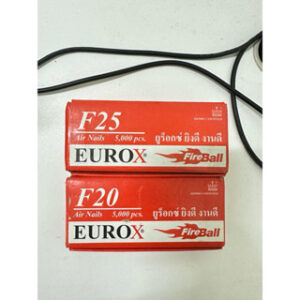 F25
Air Nails 5,000 pcs.
ยูร็อกซ์ ยิงดี งานดี
EUROX
FireBall
F20
Air Nails 5,000 pcs.
ยูร็อกซ์ ยิงดี งานดี
EUROX
FireBall